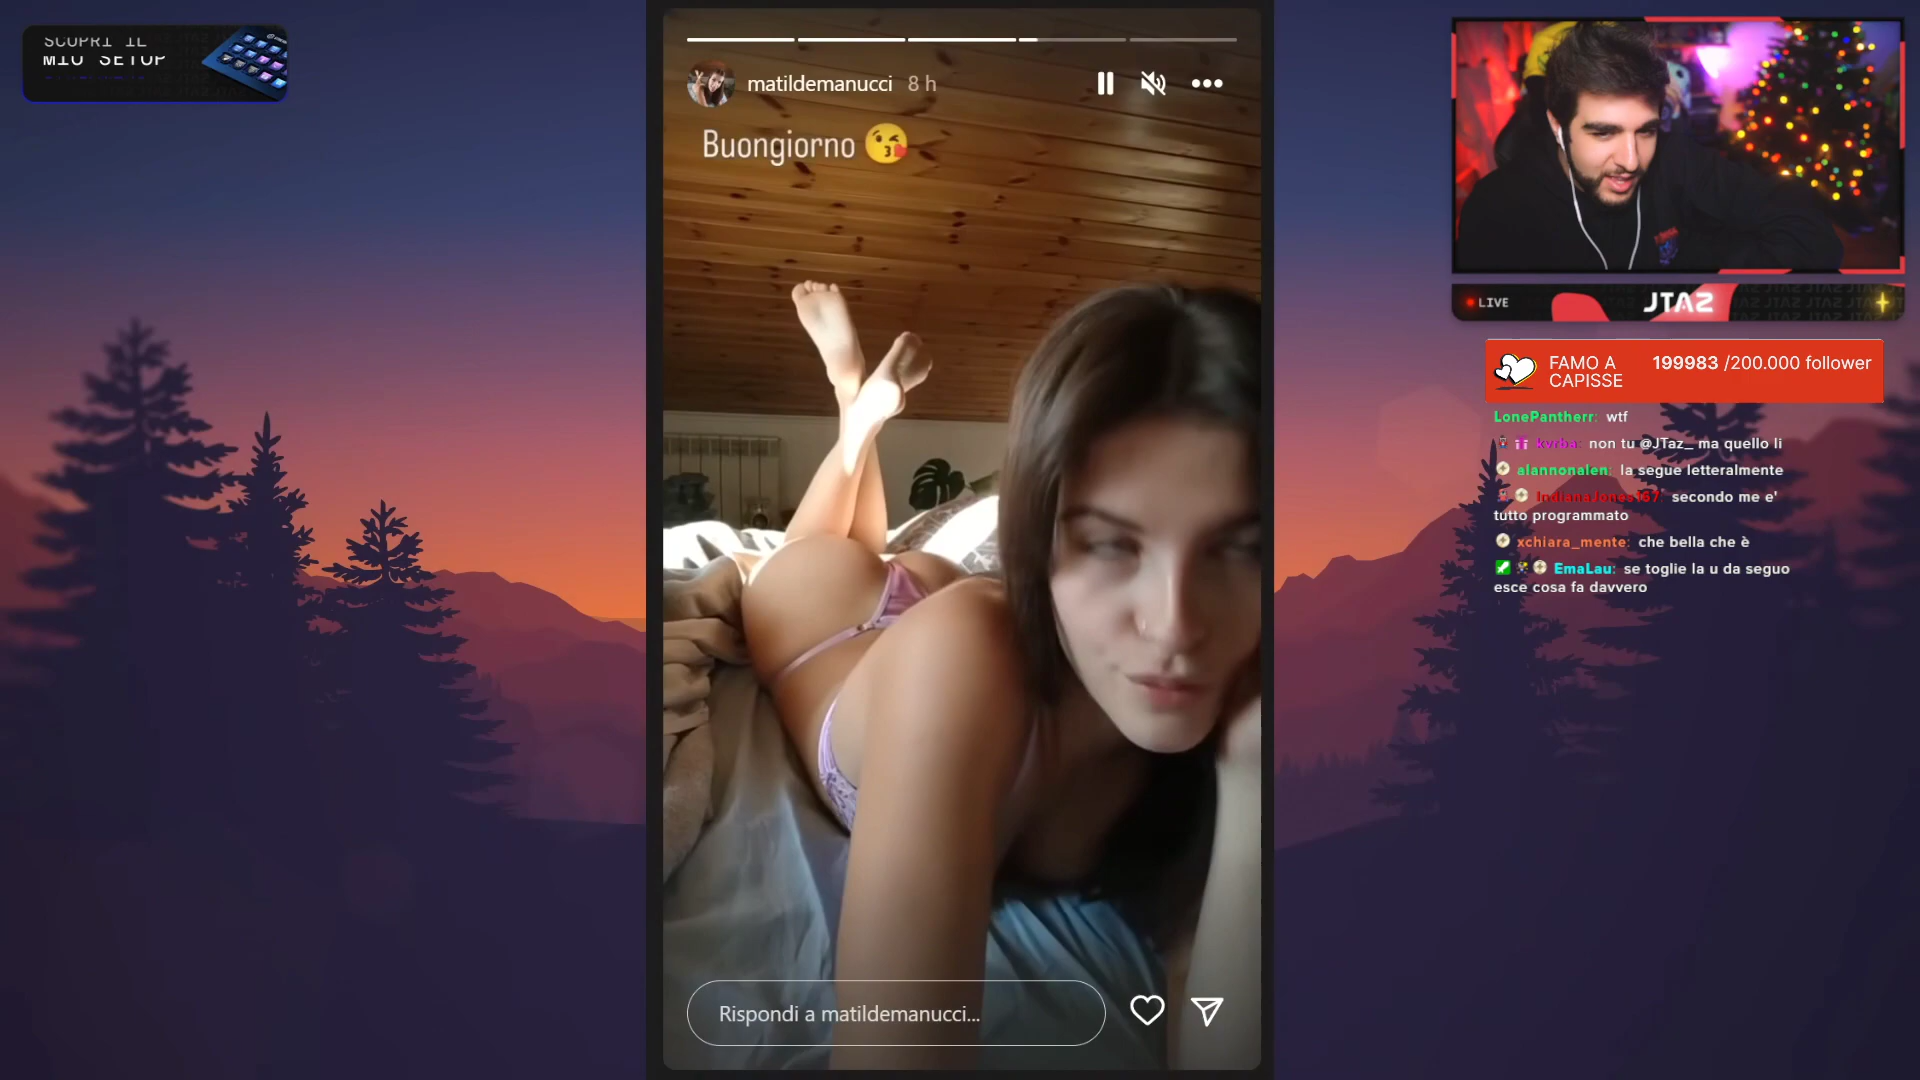 SCOPRI IL
MIO SETUP
matildemanucci 8 h
Buongiorno 😘
Rispondi a matildemanucci...
LIVE
JTAZ
FAMO A
CAPISSE
199983 /200.000 follower
LonePantherr: wtf
kvrba: non tu @JTaz_ ma quello li
alannonalen: la segue letteralmente
IndianaJones167: secondo me e'
tutto programmato
xchiara_mente: che bella che è
EmaLau: se toglie la u da seguo
esce cosa fa davvero